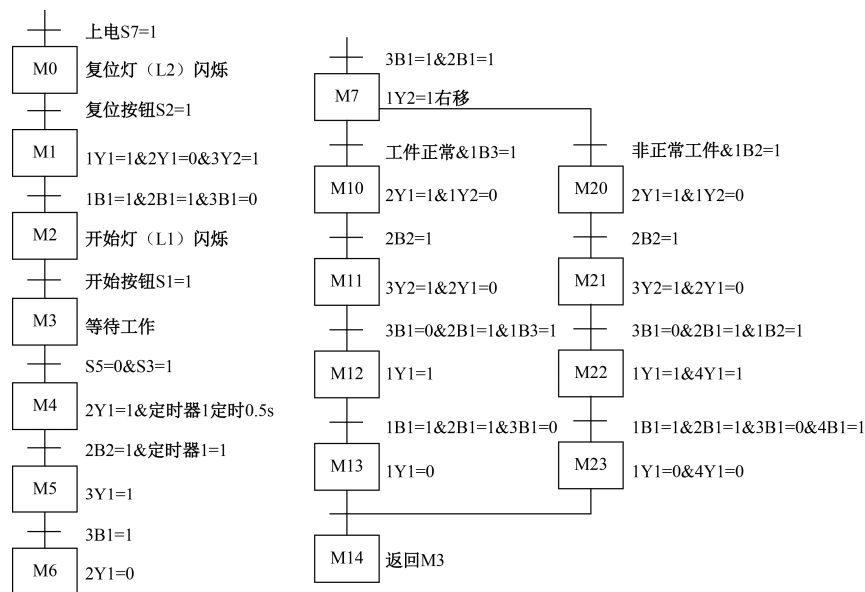 上电S7=1
M0
复位灯（L2）闪烁
复位按钮S2=1
M1
1Y1=1&2Y1=0&3Y2=1
1B1=1&2B1=1&3B1=0
M2
开始灯（L1）闪烁
开始按钮S1=1
M3
等待工作
S5=0&S3=1
M4
2Y1=1&定时器1定时0.5s
2B2=1&定时器1=1
M5
3Y1=1
3B1=1
M6
2Y1=0
3B1=1&2B1=1
M7
1Y2=1右移
工件正常&1B3=1
M10
2Y1=1&1Y2=0
2B2=1
M11
3Y2=1&2Y1=0
3B1=0&2B1=1&1B3=1
M12
1Y1=1
1B1=1&2B1=1&3B1=0
M13
1Y1=0
M14
返回M3
非正常工件&1B2=1
M20
2Y1=1&1Y2=0
2B2=1
M21
3Y2=1&2Y1=0
3B1=0&2B1=1&1B2=1
M22
1Y1=1&4Y1=1
1B1=1&2B1=1&3B1=0&4B1=1
M23
1Y1=0&4Y1=0